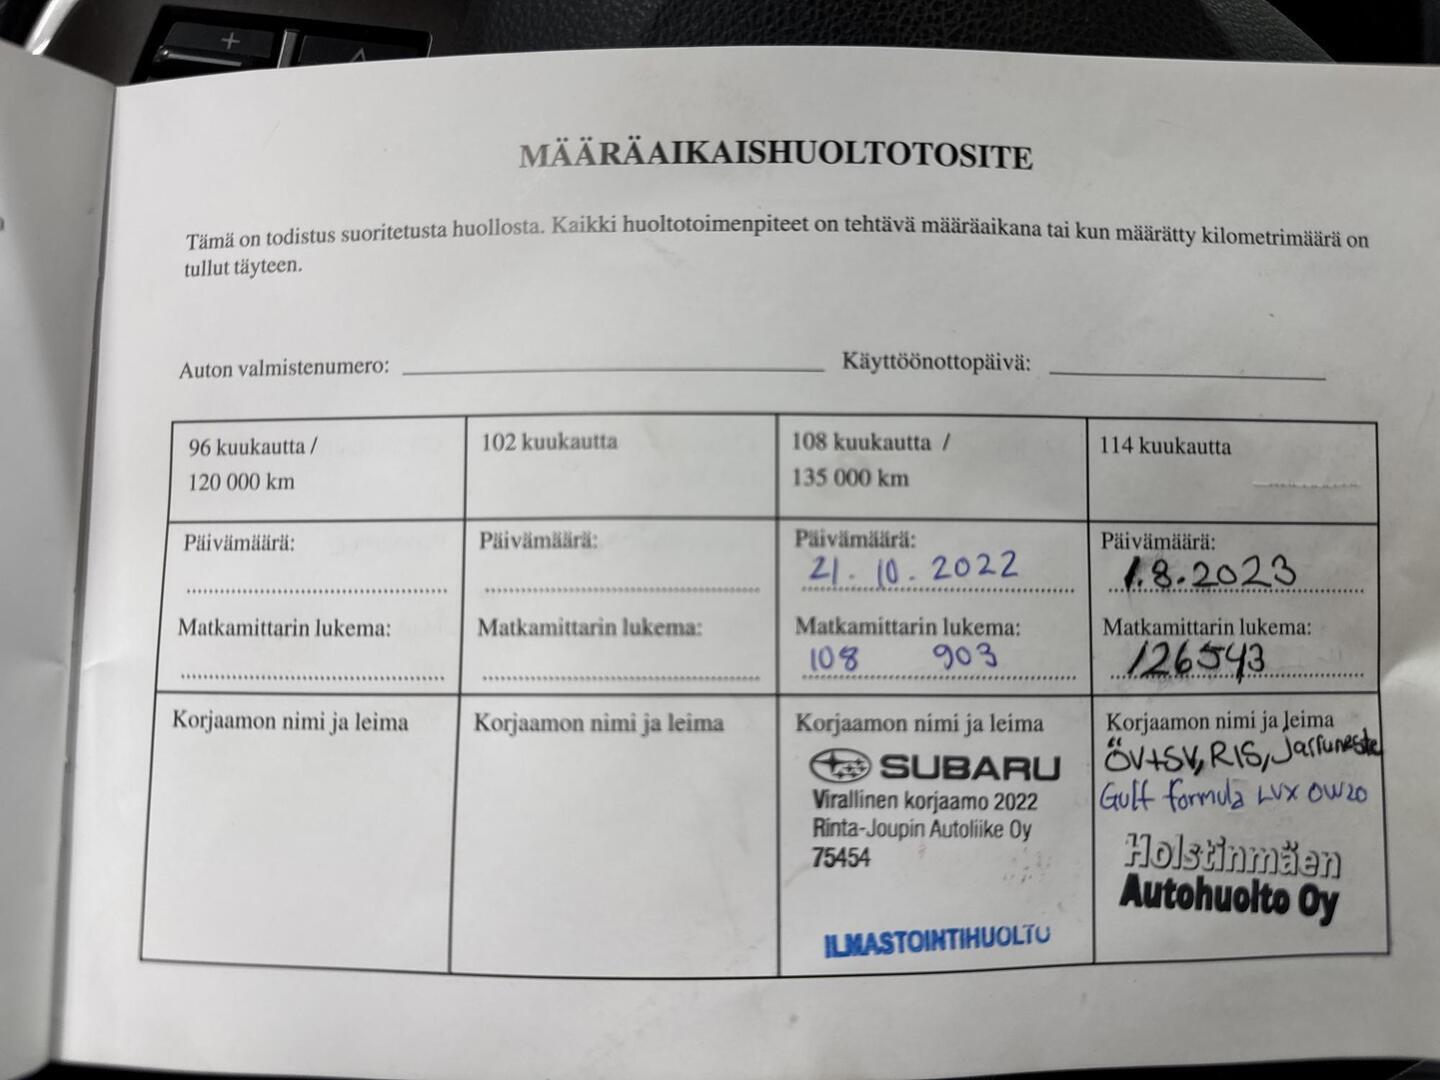 +
MÄÄRÄAIKAISHUOLTOTOSITE
Tämä on todistus suoritetusta huollosta. Kaikki huoltotoimenpiteet on tehtävä määräaikana tai kun määrätty kilometrimäärä on
tullut täyteen.
Auton valmistenumero:
Käyttöönottopäivä:
96 kuukautta /
120 000 km
Päivämäärä:
Matkamittarin lukema:
Korjaamon nimi ja leima
102 kuukautta
Päivämäärä:
Matkamittarin lukema:
Korjaamon nimi ja leima
108 kuukautta /
135 000 km
Päivämäärä:
21.10.2022
Matkamittarin lukema:
108 903
Korjaamon nimi ja leima
SUBARU
Virallinen korjaamo 2022
Rinta-Joupin Autoliike Oy
75454
ILMASTOINTIHUOLTO
114 kuukautta
Päivämäärä:
1.8.2023
Matkamittarin lukema:
126543
Korjaamon nimi ja leima
ÖV+SV, RIS, Jarruneste
Gulf formula LVX 0W20
Holstinmäen
Autohuolto Oy